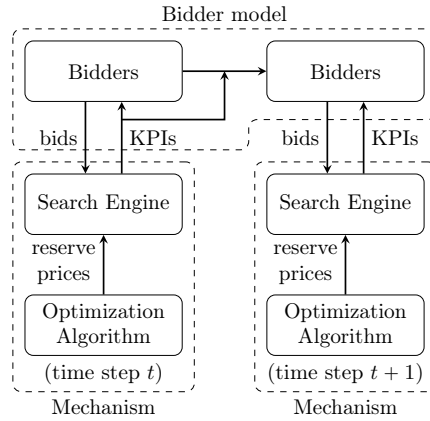 Bidder model
Bidders
Bidders
bids
KPIs
bids
KPIs
Search Engine
Search Engine
reserve
prices
reserve
prices
Optimization
Algorithm
Optimization
Algorithm
(time step t)
(time step t + 1)
Mechanism
Mechanism